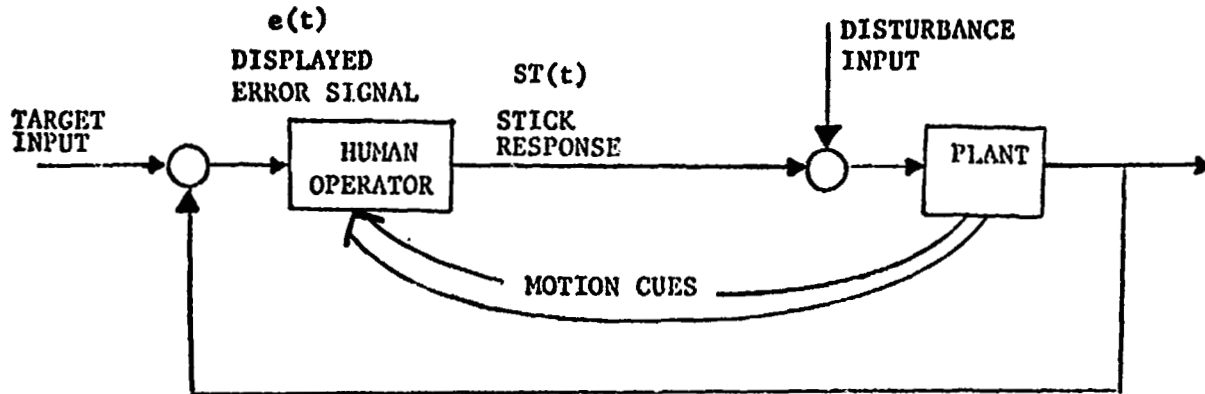 e(t)
DISPLAYED
ERROR SIGNAL
ST(t)
STICK
RESPONSE
DISTURBANCE
INPUT
TARGET
INPUT
HUMAN
OPERATOR
PLANT
MOTION CUES